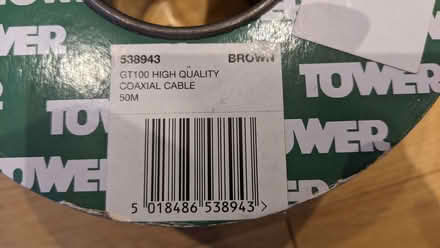 538943 BROWN
GT100 HIGH QUALITY
COAXIAL CABLE
50M
5 018486 538943 >
TOWER
TOWER
TOWER
TOWER
TOWER